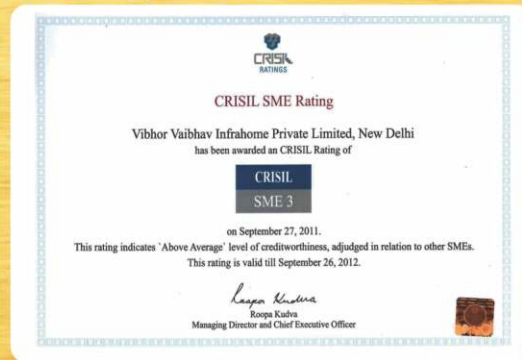 CRISIL
RATINGS
CRISIL SME Rating
Vibhor Vaibhav Infrahome Private Limited, New Delhi
has been awarded an CRISIL Rating of
CRISIL
SME 3
on September 27, 2011.
This rating indicates `Above Average' level of creditworthiness, adjudged in relation to other SMEs.
This rating is valid till September 26, 2012.
Roopa Kudva
Roopa Kudva
Managing Director and Chief Executive Officer